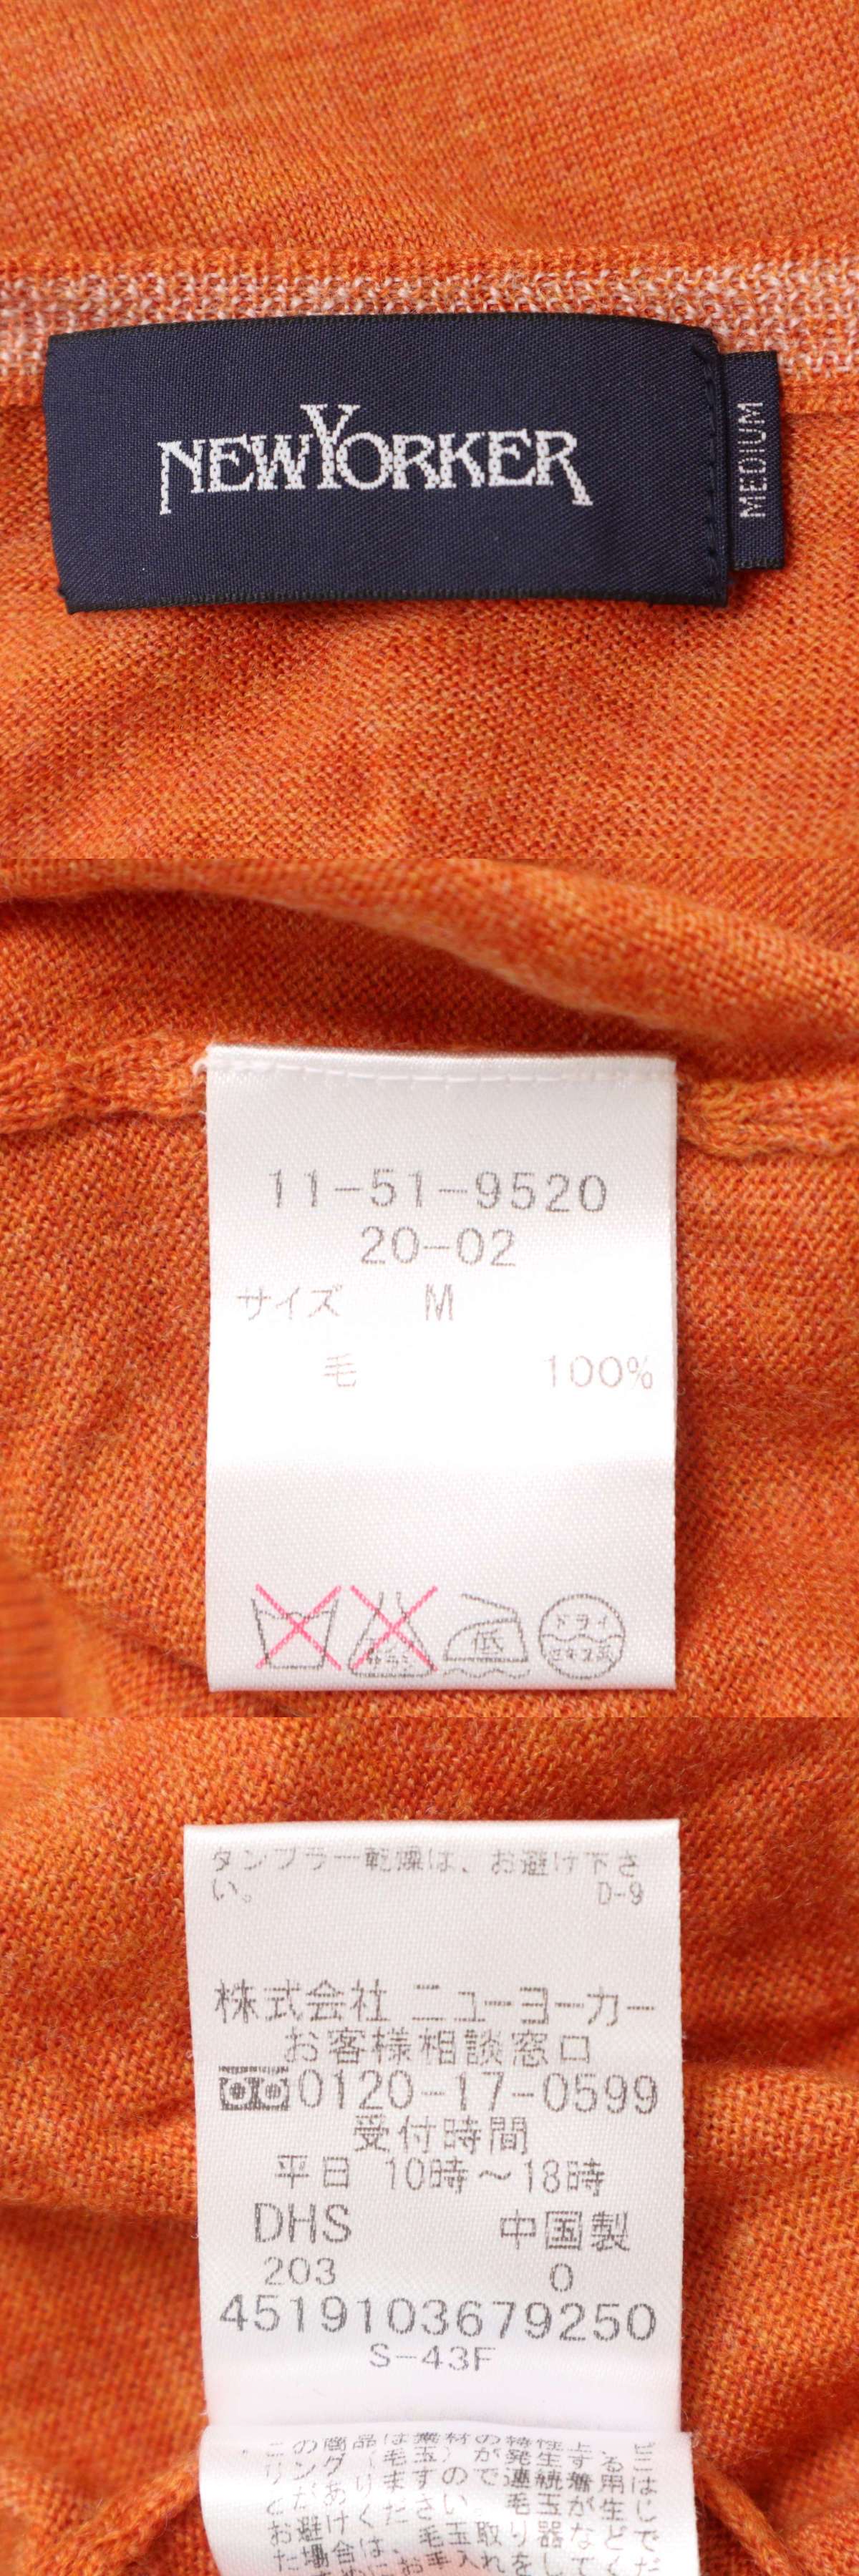 NEWYORKER
MEDIUM
11-51-9520
20-02
サイズ M
毛 100%
低
ドライ
タンブラー乾燥は、お避け下さ
い。 D-9
株式会社 ニューヨーカー
お客様相談窓口
0120-17-0599
受付時間
平日 10時～18時
DHS 中国製
203 0
4519103679250
S-43F